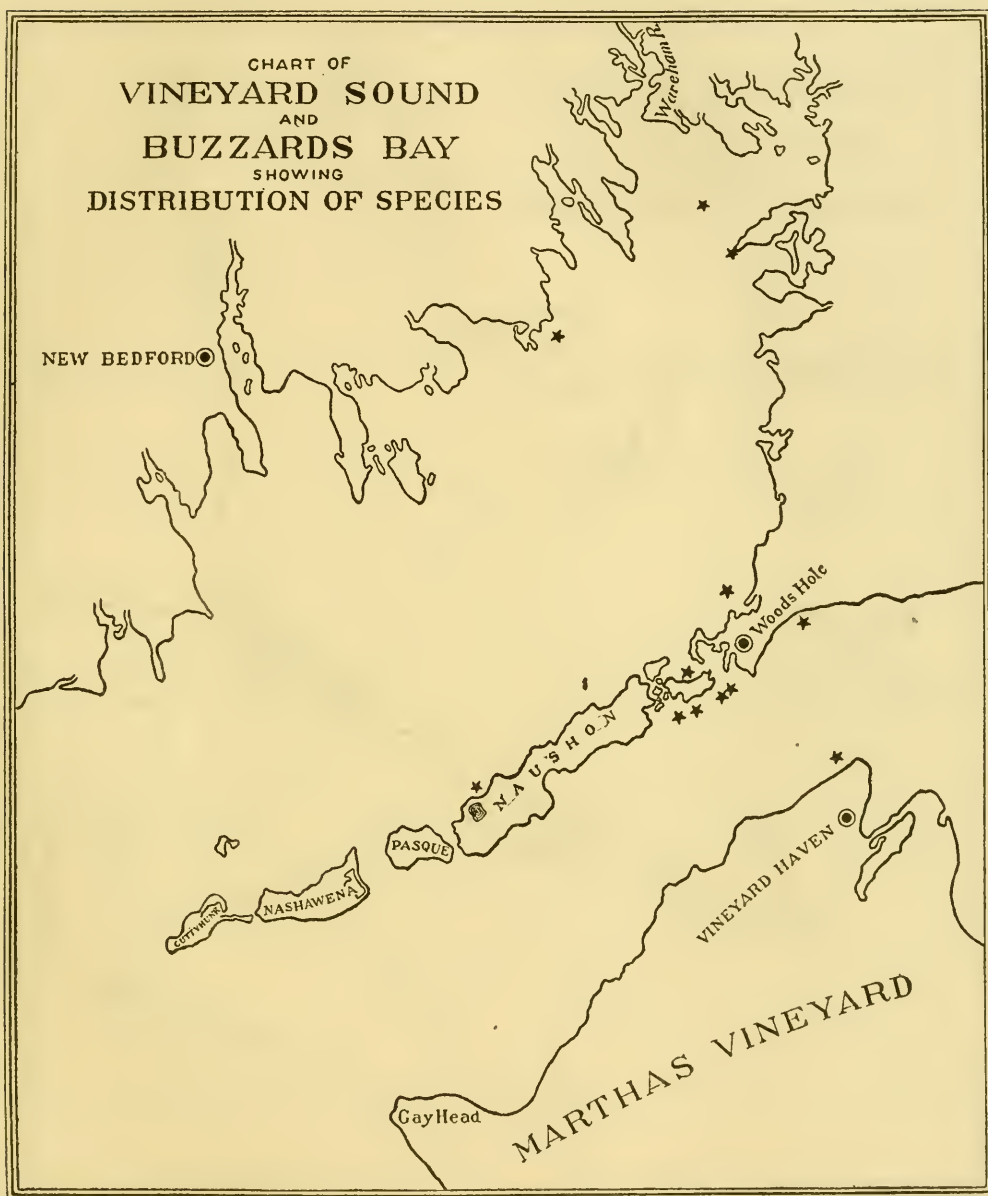 CHART OF
VINEYARD SOUND
AND
BUZZARDS BAY
SHOWING
DISTRIBUTION OF SPECIES
Wareham R.
NEW BEDFORD
Woods Hole
NAUSHON
PASQUE
NASHAWENA
CUTTYHUNK
VINEYARD HAVEN
MARTHAS VINEYARD
Gay Head